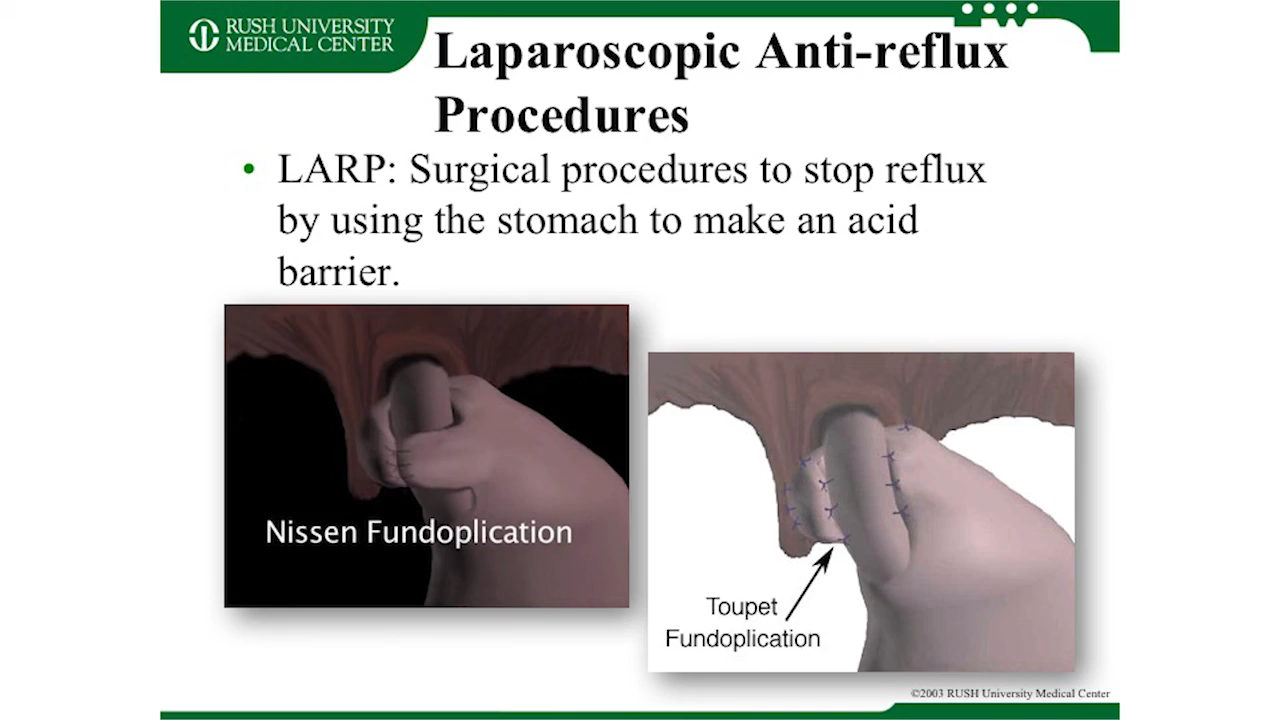 RUSH UNIVERSITY
MEDICAL CENTER
Laparoscopic Anti-reflux
Procedures
• LARP: Surgical procedures to stop reflux
by using the stomach to make an acid
barrier.
Nissen Fundoplication
Toupet
Fundoplication
©2003 RUSH University Medical Center